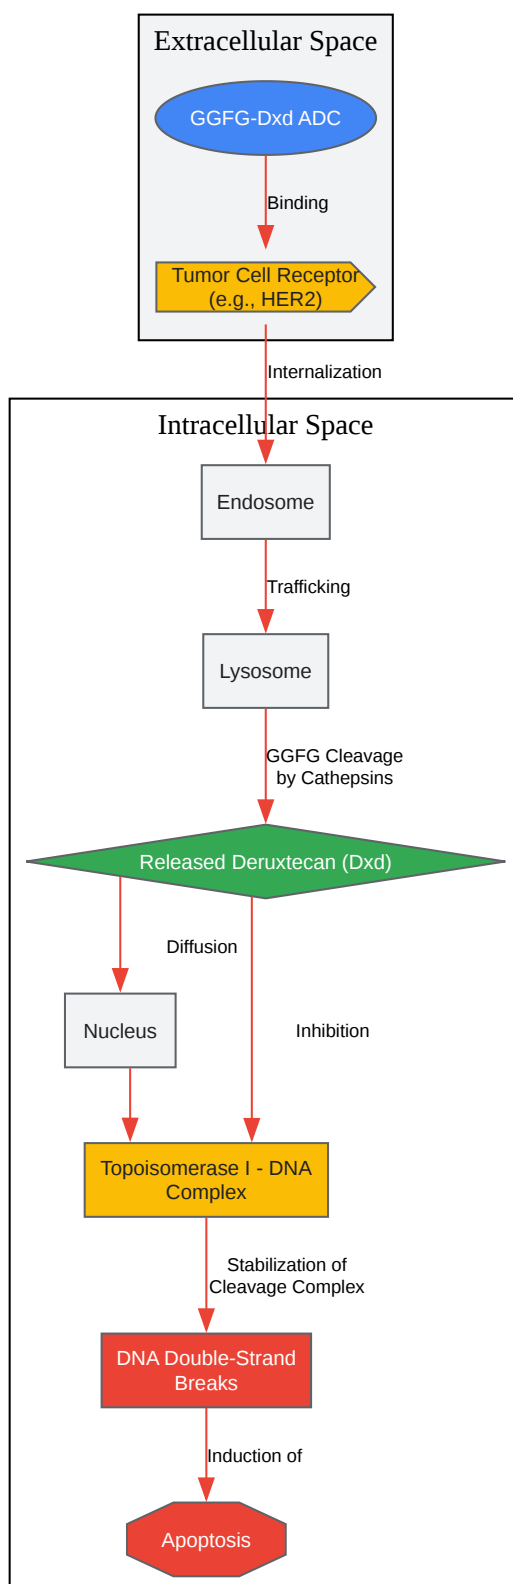 Extracellular Space
GGFG-Dxd ADC
Binding
Tumor Cell Receptor
(e.g., HER2)
Internalization
Intracellular Space
Endosome
Trafficking
Lysosome
GGFG Cleavage
by Cathepsins
Released Deruxtecan (Dxd)
Diffusion
Nucleus
Inhibition
Topoisomerase I - DNA
Complex
Stabilization of
Cleavage Complex
DNA Double-Strand
Breaks
Induction of
Apoptosis